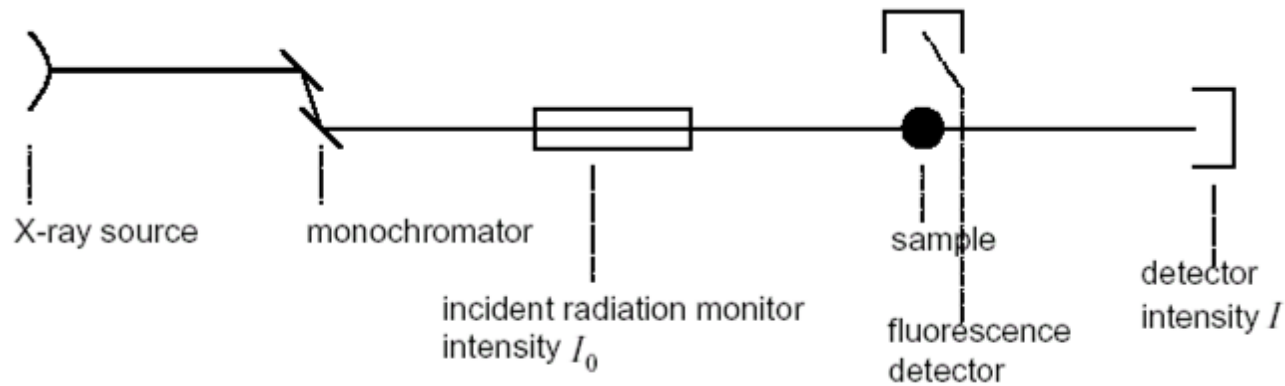 X-ray source
monochromator
incident radiation monitor
intensity I₀
sample
fluorescence
detector
detector
intensity I